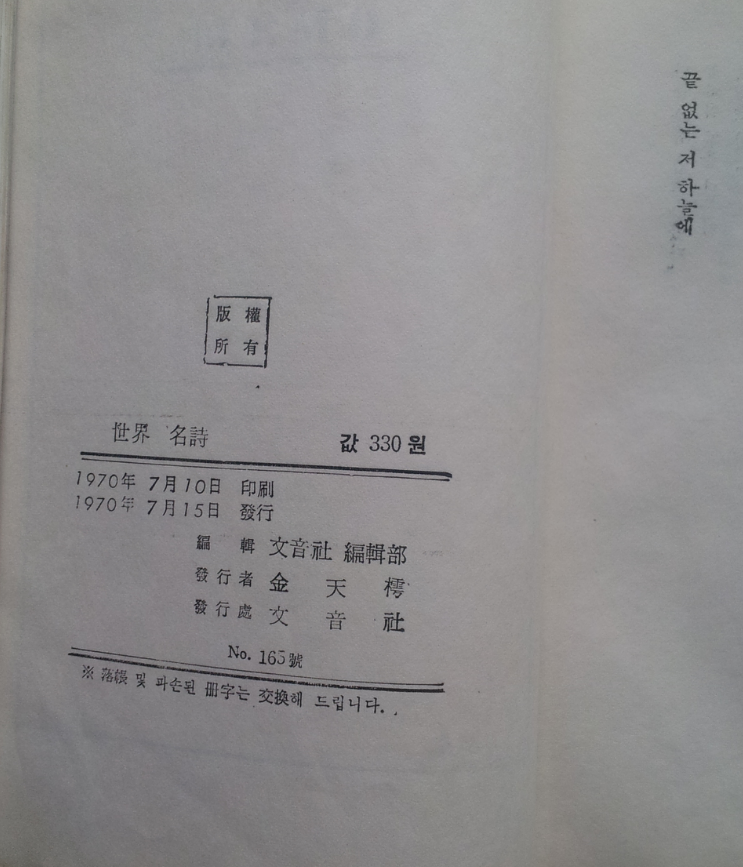 版權
所有
世界 名詩 값 330원
1970年 7月10日 印刷
1970年 7月15日 發行
編 輯 文音社 編輯部
發行者 金 天 樗
發行處 文 音 社
No. 165號
※ 落張 및 파손된 册字는 交換해 드립니다.
끝 없는 저 하늘에